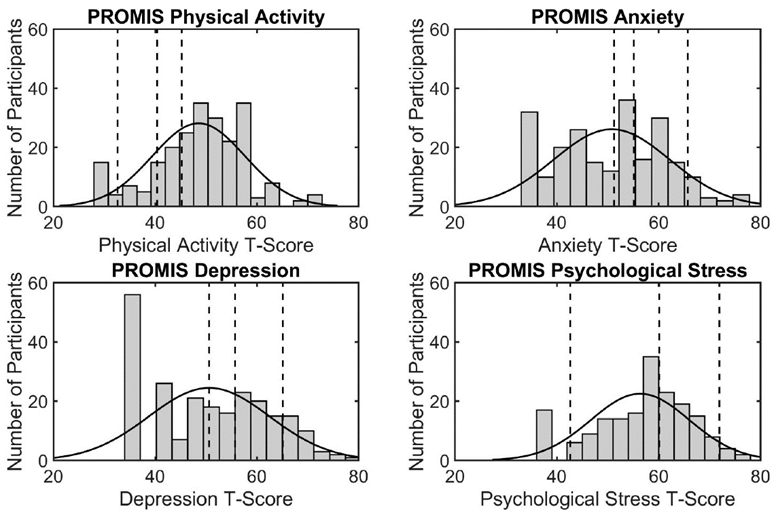 PROMIS Physical Activity
60
40
20
0
Number of Participants
20 40 60 80
Physical Activity T-Score
PROMIS Anxiety
60
40
20
0
Number of Participants
20 40 60 80
Anxiety T-Score
PROMIS Depression
60
40
20
0
Number of Participants
20 40 60 80
Depression T-Score
PROMIS Psychological Stress
60
40
20
0
Number of Participants
20 40 60 80
Psychological Stress T-Score